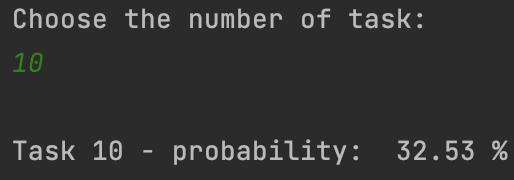 Choose the number of task:
10
Task 10 - probability:  32.53 %